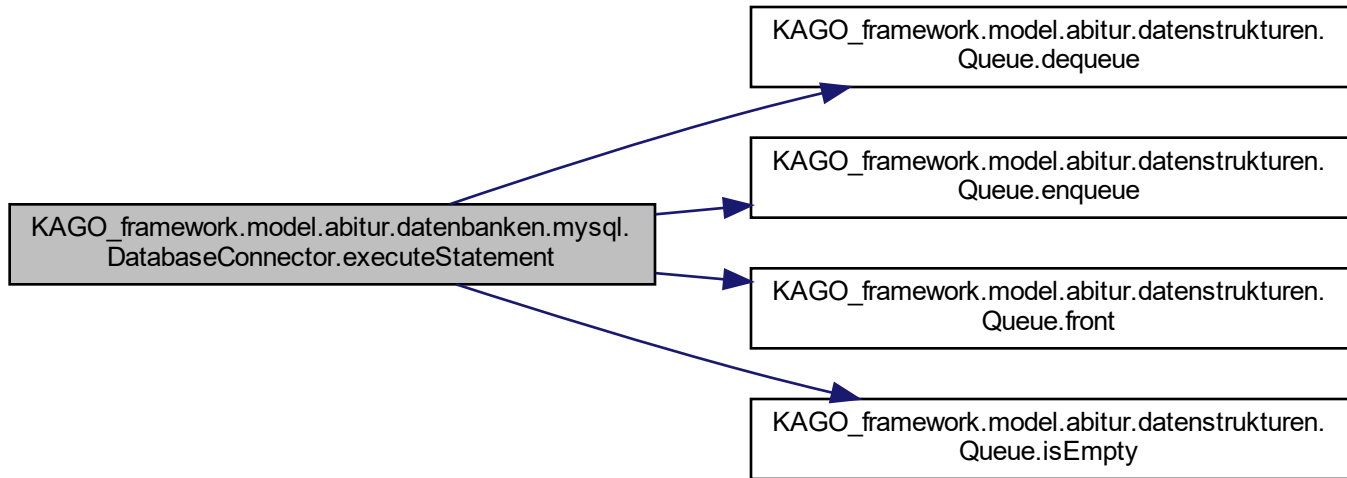 KAGO_framework.model.abitur.datenstrukturen.
Queue.dequeue
KAGO_framework.model.abitur.datenstrukturen.
Queue.enqueue
KAGO_framework.model.abitur.datenbanken.mysql.
DatabaseConnector.executeStatement
KAGO_framework.model.abitur.datenstrukturen.
Queue.front
KAGO_framework.model.abitur.datenstrukturen.
Queue.isEmpty